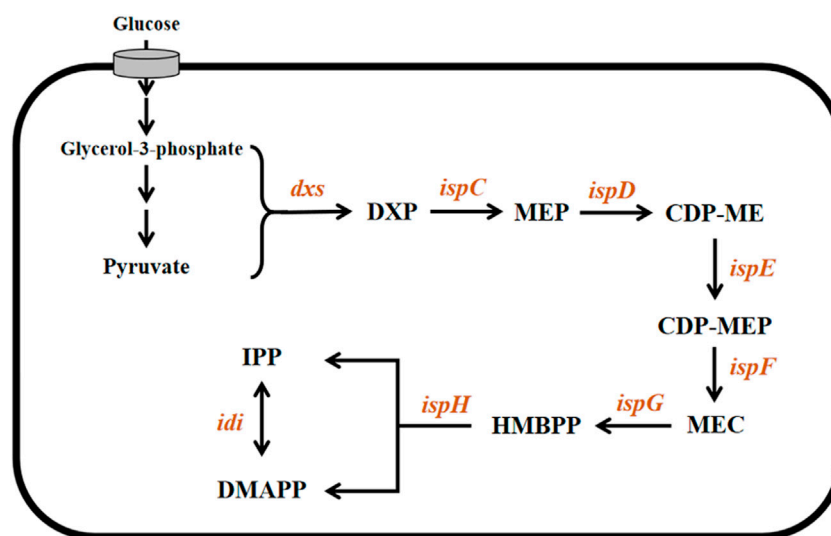 Glucose
Glycerol-3-phosphate
Pyruvate
dxs
DXP
ispC
MEP
ispD
CDP-ME
ispE
CDP-MEP
ispF
MEC
ispG
HMBPP
ispH
IPP
idi
DMAPP